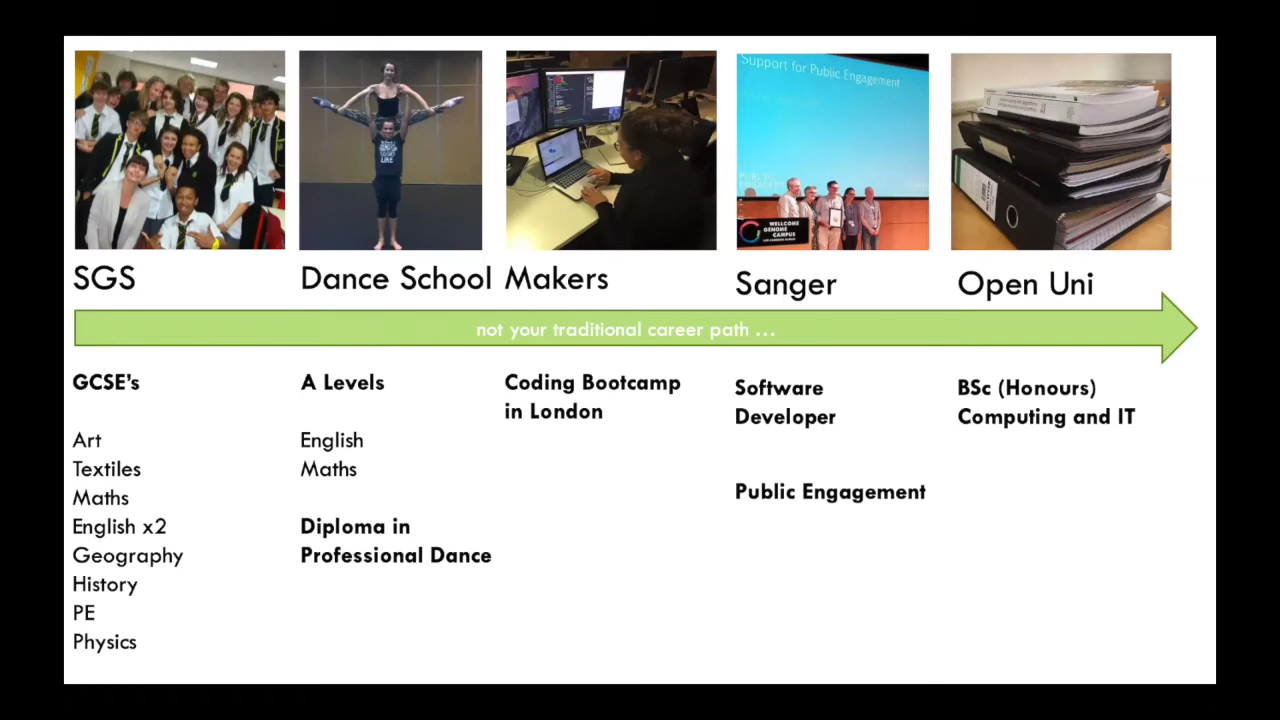 Support for Public Engagement
WELLCOME
GENOME
CAMPUS
SGS
Dance School
Makers
Sanger
Open Uni
not your traditional career path …
GCSE's
Art
Textiles
Maths
English x2
Geography
History
PE
Physics
A Levels
English
Maths
Diploma in
Professional Dance
Coding Bootcamp
in London
Software
Developer
Public Engagement
BSc (Honours)
Computing and IT